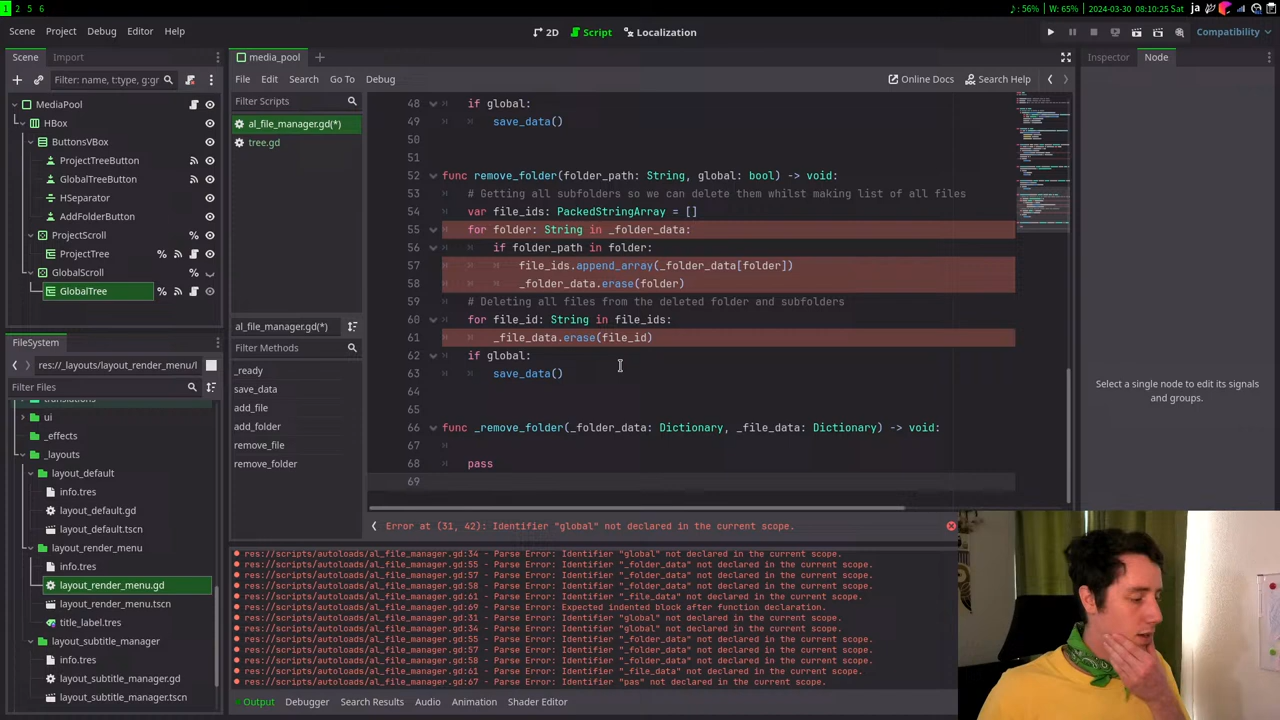 1 2 5 6
♪: 56% W: 65% 2024-03-30 08:10:25 Sat ja
Scene Project Debug Editor Help
2D Script Localization
Compatibility
Scene Import
Filter: name, t:type, g:gr
MediaPool
HBox
ButtonsVBox
ProjectTreeButton
GlobalTreeButton
HSeparator
AddFolderButton
ProjectScroll
ProjectTree
GlobalScroll
GlobalTree
FileSystem
res://_layouts/layout_render_menu/l
Filter Files
translations
ui
_effects
_layouts
layout_default
info.tres
layout_default.gd
layout_default.tscn
layout_render_menu
info.tres
layout_render_menu.gd
layout_render_menu.tscn
title_label.tres
layout_subtitle_manager
info.tres
layout_subtitle_manager.gd
layout_subtitle_manager.tscn
media_pool
File Edit Search Go To Debug
Online Docs Search Help
Filter Scripts
al_file_manager.gd(*)
tree.gd
al_file_manager.gd(*)
Filter Methods
_ready
save_data
add_file
add_folder
remove_file
remove_folder
48 if global:
49 save_data()
50
51
52 func remove_folder(folder_path: String, global: bool) -> void:
53 # Getting all subfolders so we can delete them whilst making list of all files
54 var file_ids: PackedStringArray = []
55 for folder: String in _folder_data:
56 if folder_path in folder:
57 file_ids.append_array(_folder_data[folder])
58 _folder_data.erase(folder)
59 # Deleting all files from the deleted folder and subfolders
60 for file_id: String in file_ids:
61 _file_data.erase(file_id)
62 if global:
63 save_data()
64
65
66 func _remove_folder(_folder_data: Dictionary, _file_data: Dictionary) -> void:
67
68 pass
69
Error at (31, 42): Identifier "global" not declared in the current scope.
res://scripts/autoloads/al_file_manager.gd:34 - Parse Error: Identifier "global" not declared in the current scope.
res://scripts/autoloads/al_file_manager.gd:55 - Parse Error: Identifier "_folder_data" not declared in the current scope.
res://scripts/autoloads/al_file_manager.gd:57 - Parse Error: Identifier "_folder_data" not declared in the current scope.
res://scripts/autoloads/al_file_manager.gd:58 - Parse Error: Identifier "_folder_data" not declared in the current scope.
res://scripts/autoloads/al_file_manager.gd:61 - Parse Error: Identifier "_file_data" not declared in the current scope.
res://scripts/autoloads/al_file_manager.gd:69 - Parse Error: Expected indented block after function declaration.
res://scripts/autoloads/al_file_manager.gd:31 - Parse Error: Identifier "global" not declared in the current scope.
res://scripts/autoloads/al_file_manager.gd:34 - Parse Error: Identifier "global" not declared in the current scope.
res://scripts/autoloads/al_file_manager.gd:55 - Parse Error: Identifier "_folder_data" not declared in the current scope.
res://scripts/autoloads/al_file_manager.gd:57 - Parse Error: Identifier "_folder_data" not declared in the current scope.
res://scripts/autoloads/al_file_manager.gd:58 - Parse Error: Identifier "_folder_data" not declared in the current scope.
res://scripts/autoloads/al_file_manager.gd:61 - Parse Error: Identifier "_file_data" not declared in the current scope.
res://scripts/autoloads/al_file_manager.gd:67 - Parse Error: Identifier "pas" not declared in the current scope.
Output Debugger Search Results Audio Animation Shader Editor
Inspector Node
Select a single node to edit its signals
and groups.